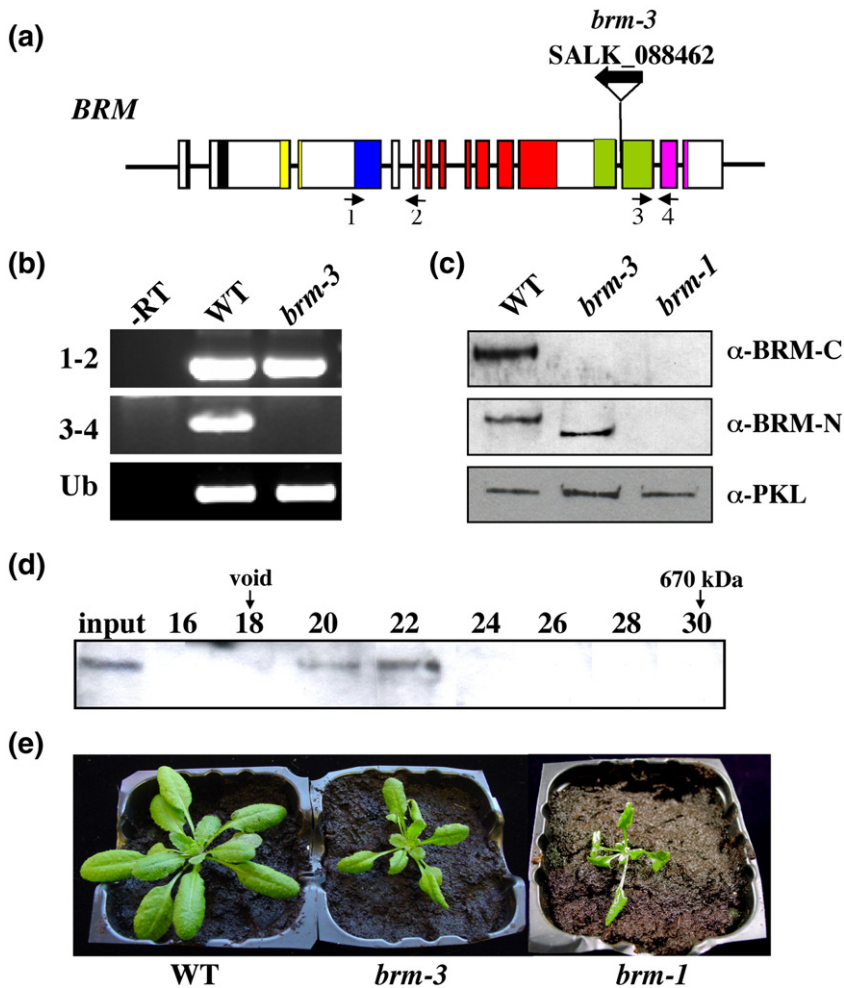 (a)
brm-3
SALK_088462
BRM
1 2 3 4
(b)
-RT WT brm-3
1-2
3-4
Ub
(c)
WT brm-3 brm-1
α-BRM-C
α-BRM-N
α-PKL
(d)
void 670 kDa
input 16 18 20 22 24 26 28 30
(e)
WT brm-3 brm-1